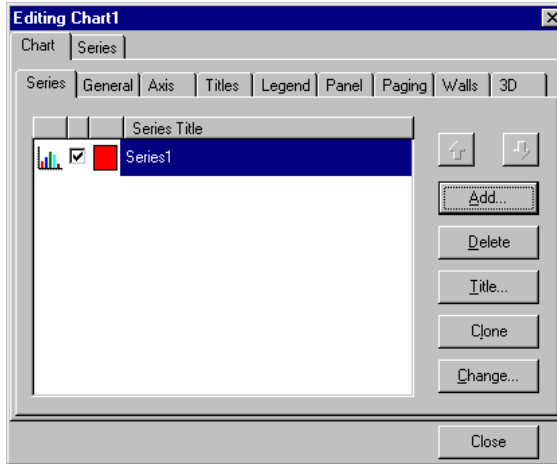 Editing Chart1
Chart Series
Series General Axis Titles Legend Panel Paging Walls 3D
Series Title
Series1
Add...
Delete
Title...
Clone
Change...
Close